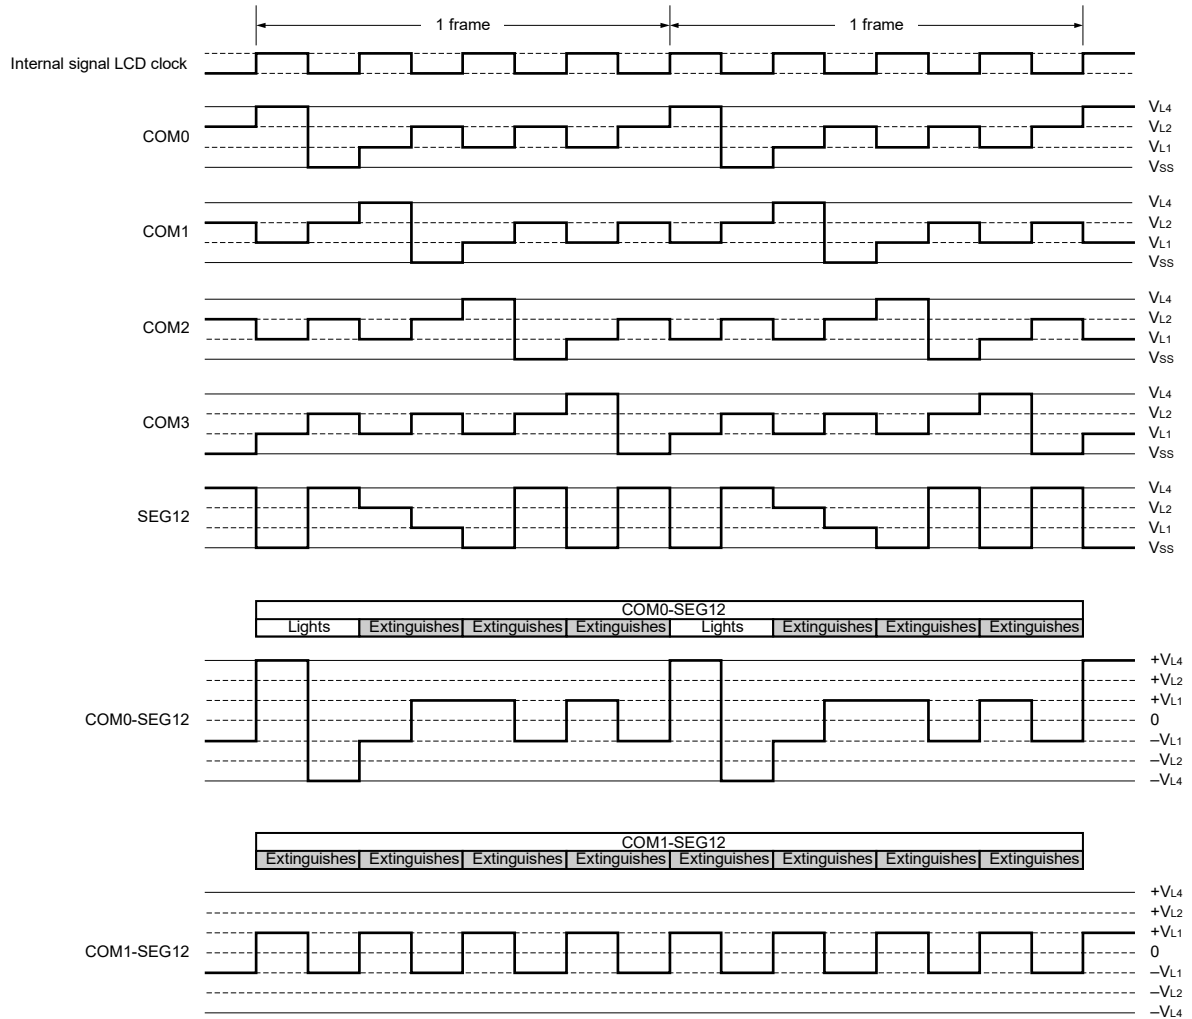 1 frame 1 frame
Internal signal LCD clock
VL4
VL2
COM0
VL1
VSS
VL4
VL2
COM1
VL1
VSS
VL4
VL2
COM2
VL1
VSS
VL4
VL2
COM3
VL1
VSS
VL4
VL2
SEG12
VL1
VSS
COM0-SEG12
Lights Extinguishes Extinguishes Extinguishes Lights Extinguishes Extinguishes Extinguishes
+VL4
+VL2
+VL1
COM0-SEG12 0
–VL1
–VL2
–VL4
COM1-SEG12
Extinguishes Extinguishes Extinguishes Extinguishes Extinguishes Extinguishes Extinguishes Extinguishes
+VL4
+VL2
+VL1
COM1-SEG12 0
–VL1
–VL2
–VL4